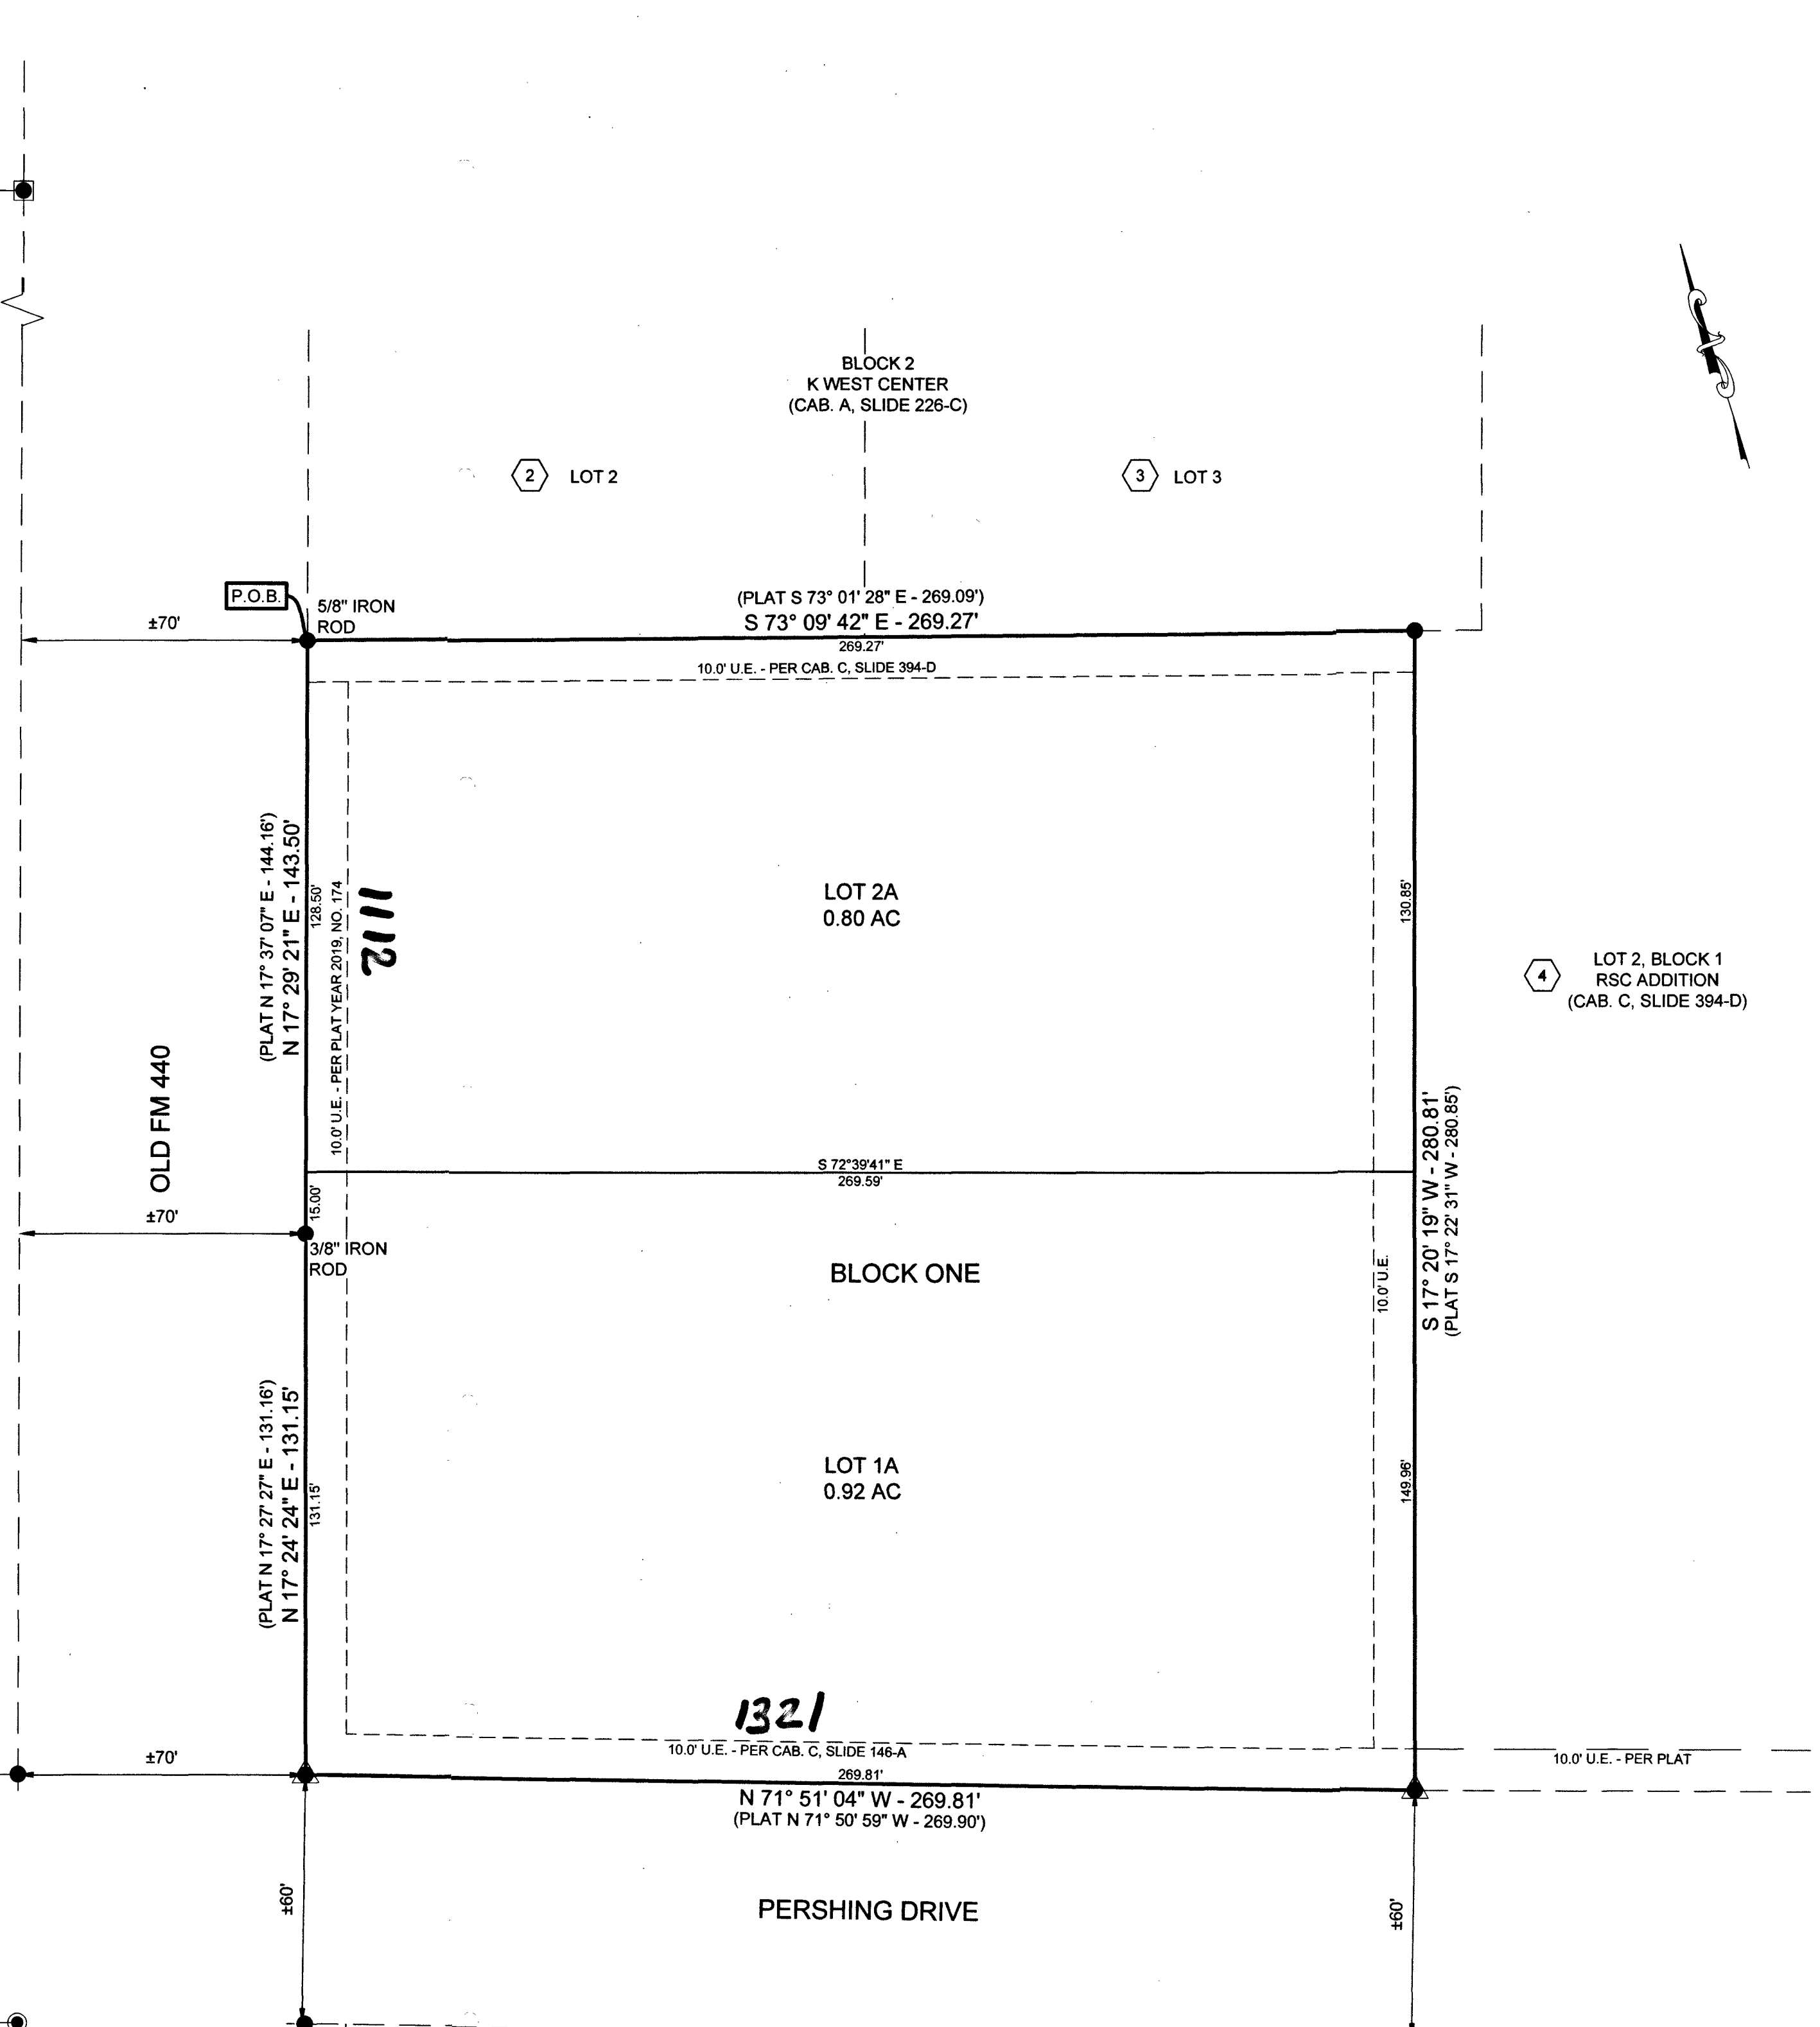 BLOCK 2
K WEST CENTER
(CAB. A, SLIDE 226-C)
2 LOT 2
3 LOT 3
P.O.B.
5/8" IRON
ROD
±70'
(PLAT S 73° 01' 28" E - 269.09')
S 73° 09' 42" E - 269.27'
269.27'
10.0' U.E. - PER CAB. C, SLIDE 394-D
(PLAT N 17° 37' 07" E - 144.16')
N 17° 29' 21" E - 143.50'
128.50'
10.0' U.E. - PER PLAT YEAR 2019, NO. 174
1112
LOT 2A
0.80 AC
130.85'
4
LOT 2, BLOCK 1
RSC ADDITION
(CAB. C, SLIDE 394-D)
OLD FM 440
S 72°39'41" E
269.59'
15.00'
±70'
3/8" IRON
ROD
BLOCK ONE
10.0' U.E.
S 17° 20' 19" W - 280.81'
(PLAT S 17° 22' 31" W - 280.85')
(PLAT N 17° 27' 27" E - 131.16')
N 17° 24' 24" E - 131.15'
131.15'
LOT 1A
0.92 AC
149.96'
1321
10.0' U.E. - PER CAB. C, SLIDE 146-A
10.0' U.E. - PER PLAT
±70'
269.81'
N 71° 51' 04" W - 269.81'
(PLAT N 71° 50' 59" W - 269.90')
±60'
PERSHING DRIVE
±60'